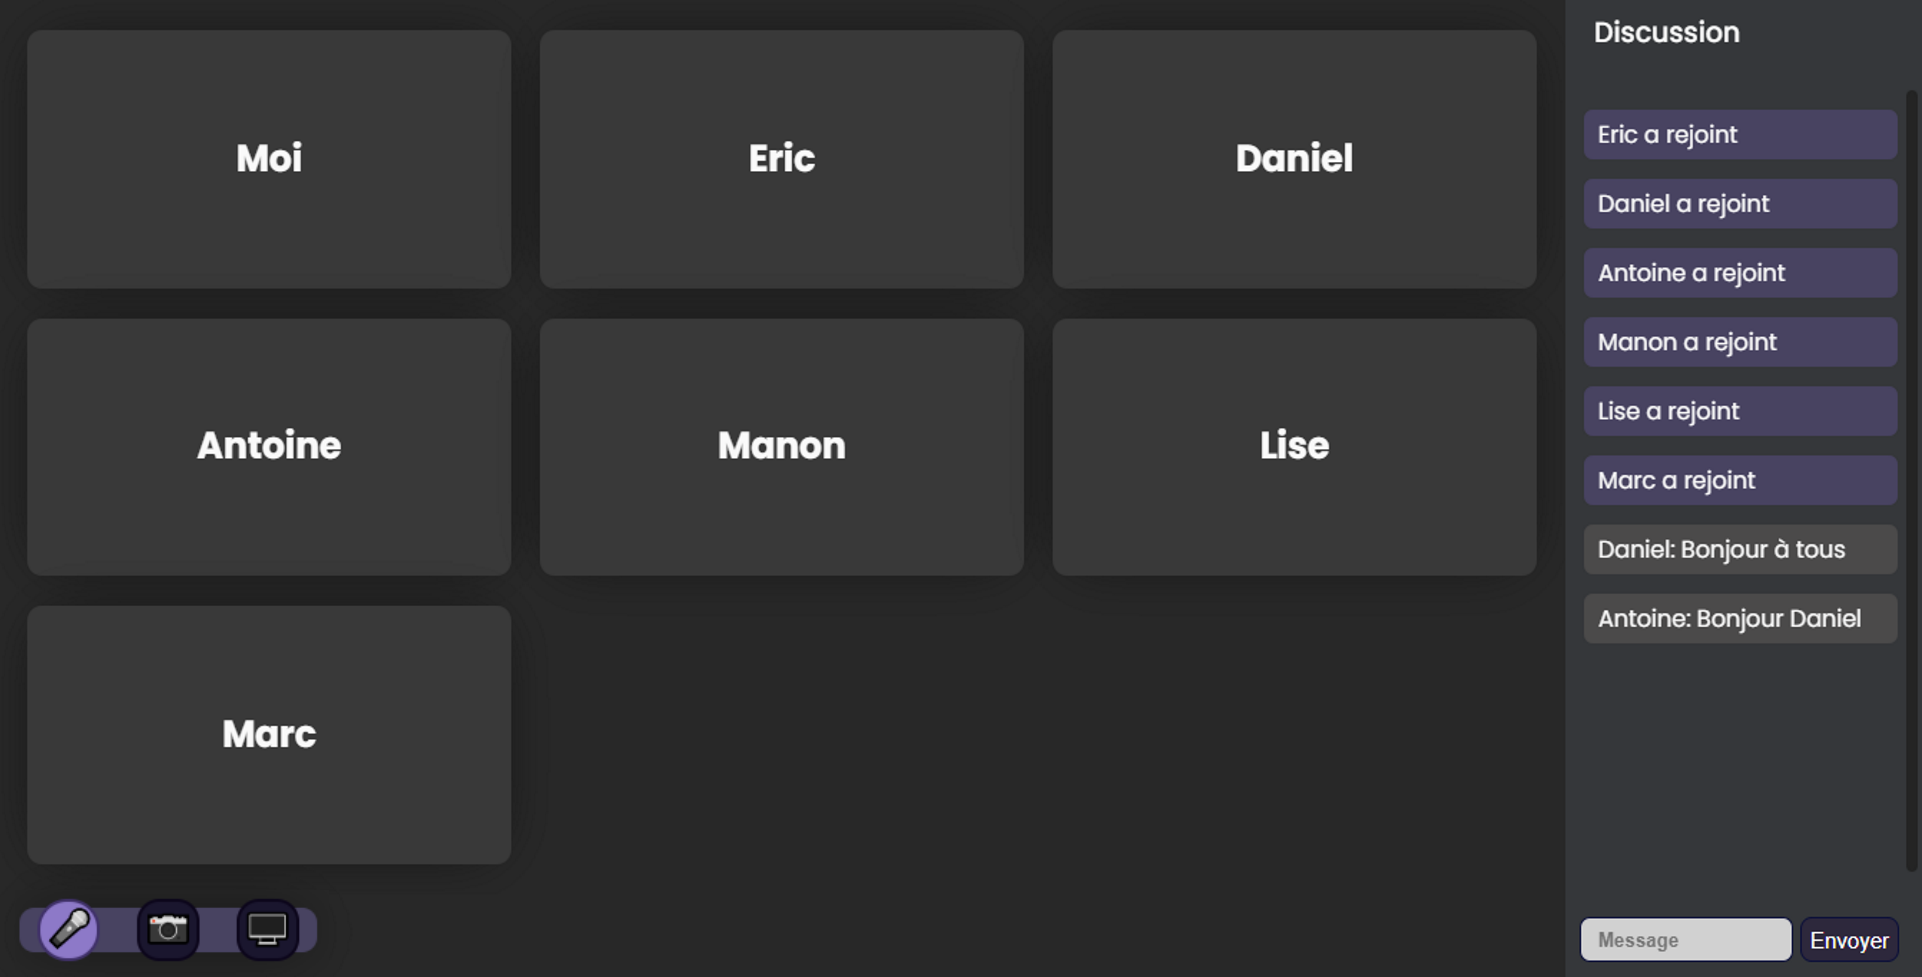 Moi
Eric
Daniel
Antoine
Manon
Lise
Marc
Discussion
Eric a rejoint
Daniel a rejoint
Antoine a rejoint
Manon a rejoint
Lise a rejoint
Marc a rejoint
Daniel: Bonjour à tous
Antoine: Bonjour Daniel
Message
Envoyer